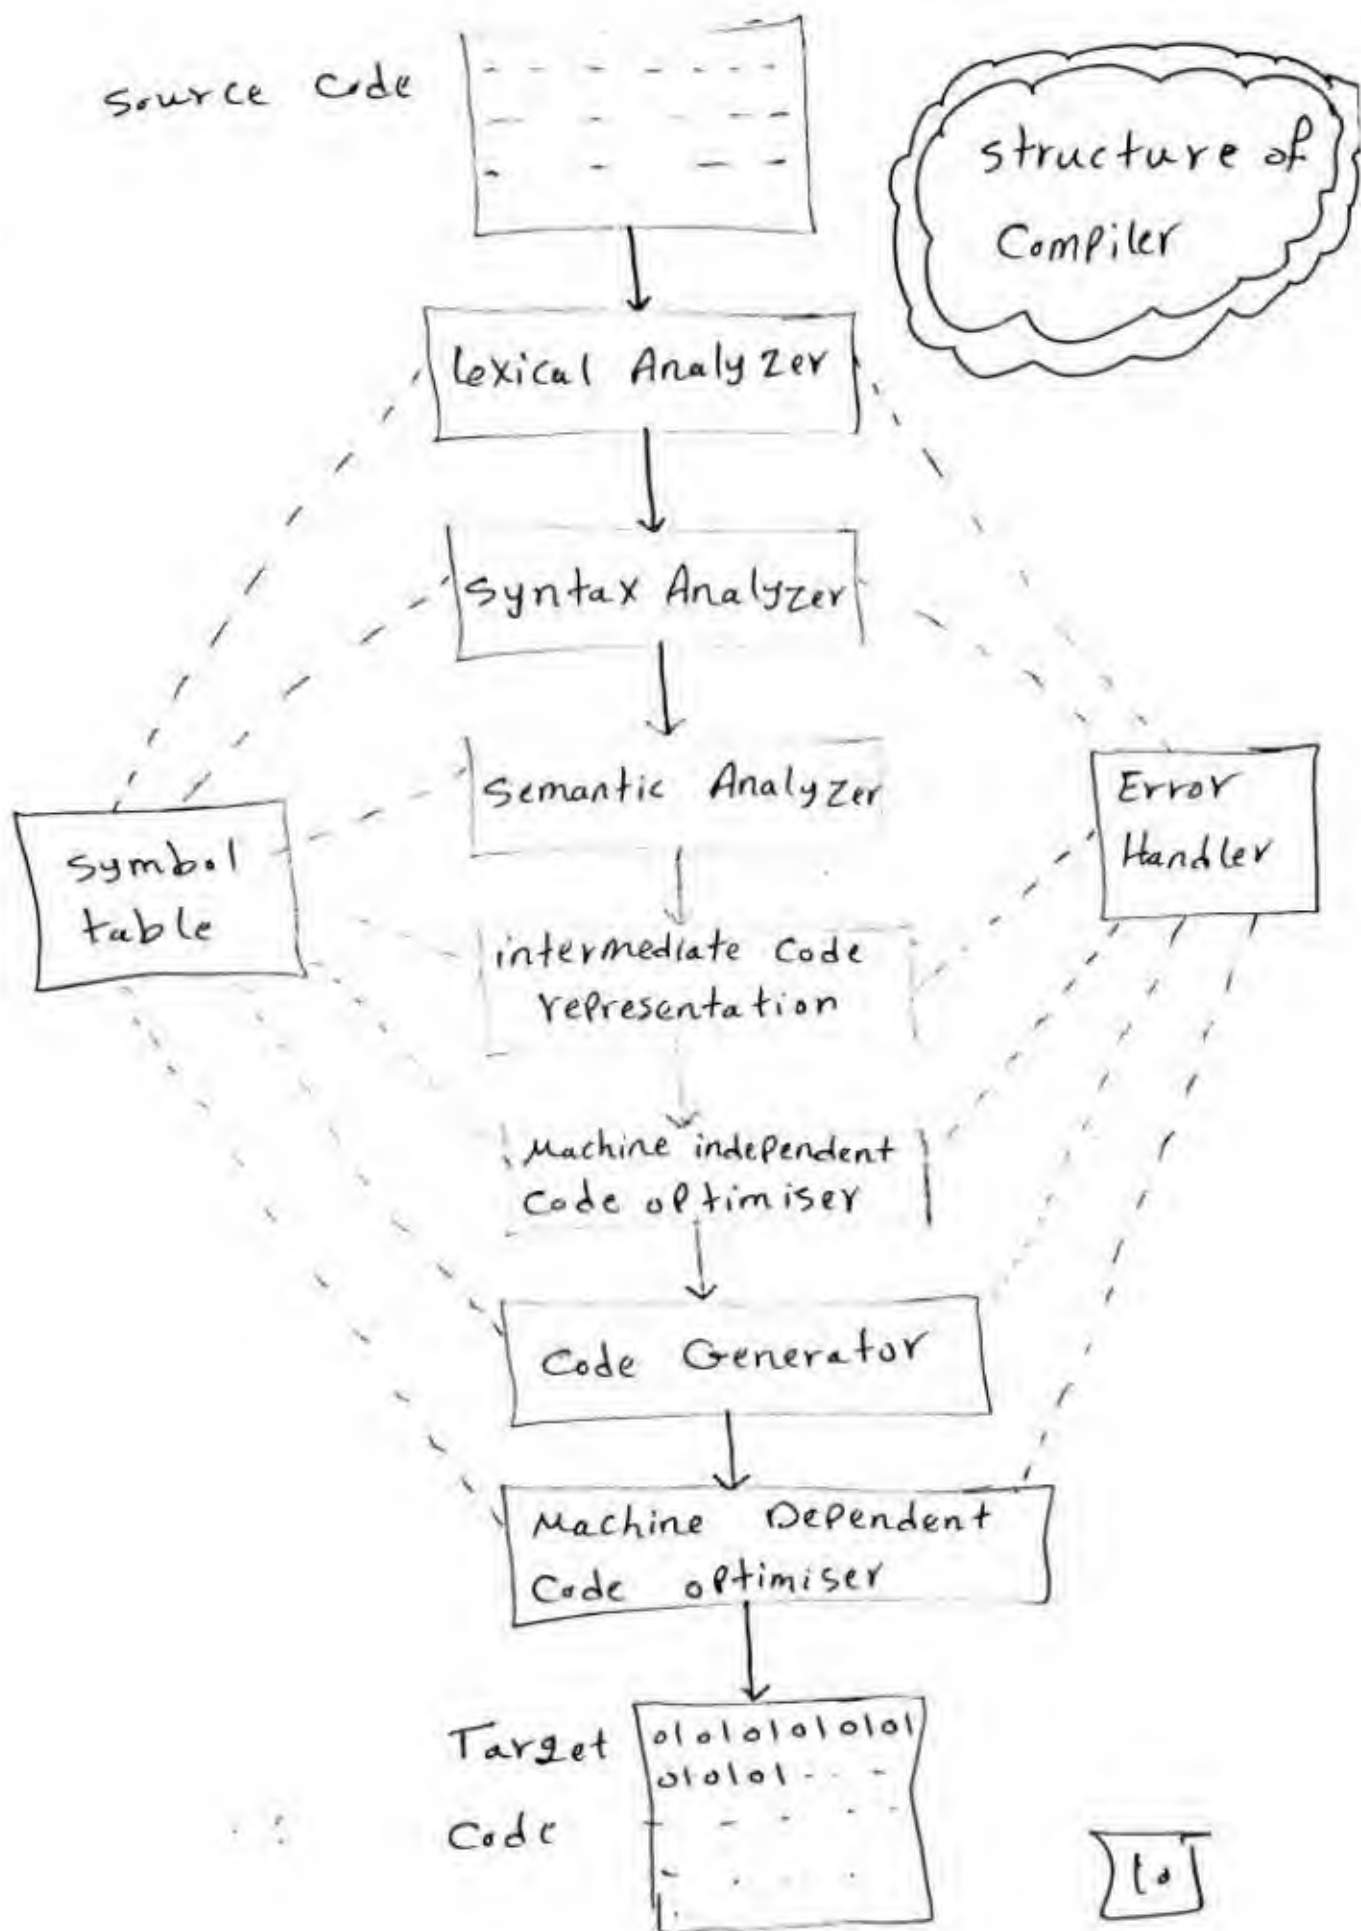 Source Code
structure of
Compiler
Lexical Analyzer
Syntax Analyzer
Semantic Analyzer
Error
Handler
Symbol
table
intermediate Code
representation
Machine independent
Code optimiser
Code Generator
Machine Dependent
Code optimiser
Target
Code
0101010101
010101
10